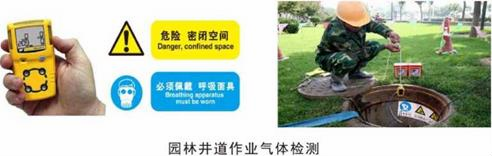 危险 密闭空间
Danger, confined space
必须佩戴 呼吸面具
Breathing apparatus
must be worn
园林井道作业气体检测